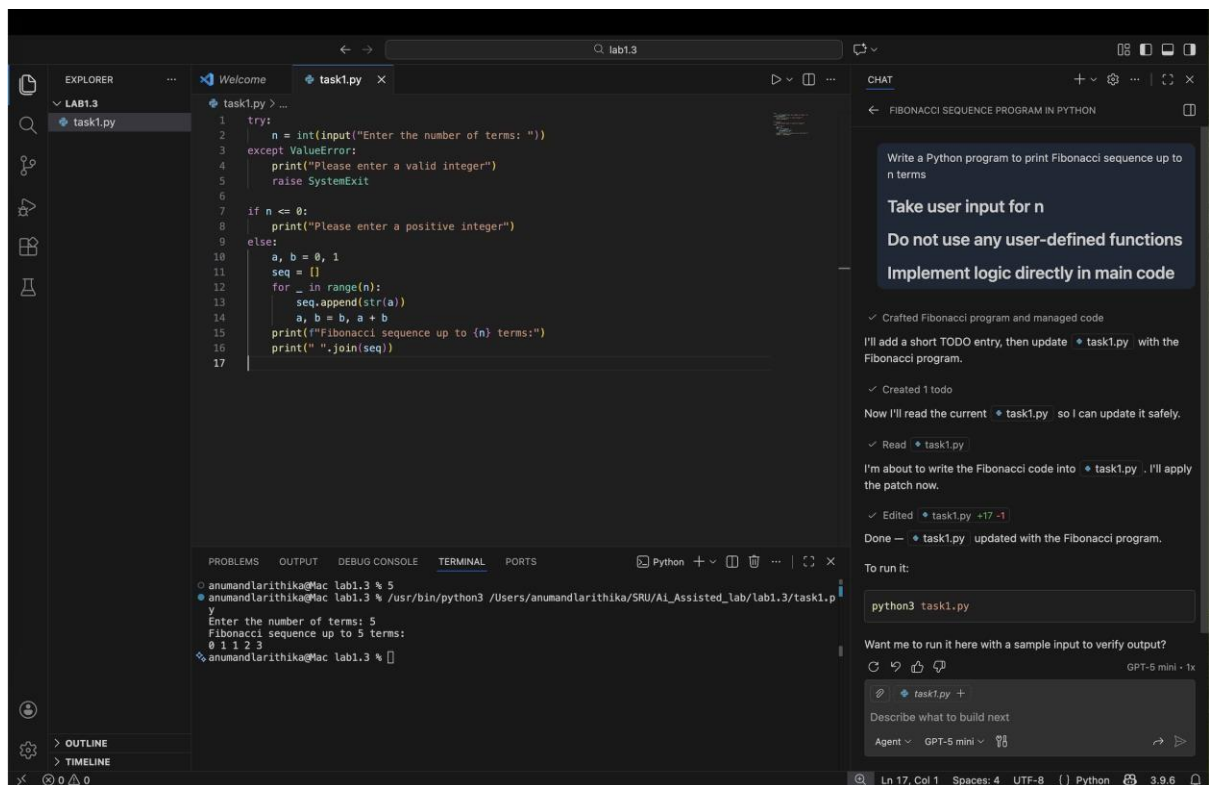 lab1.3
EXPLORER
LAB1.3
task1.py
OUTLINE
TIMELINE
Welcome
task1.py
task1.py > ...
1 try:
2 n = int(input("Enter the number of terms: "))
3 except ValueError:
4 print("Please enter a valid integer")
5 raise SystemExit
6
7 if n <= 0:
8 print("Please enter a positive integer")
9 else:
10 a, b = 0, 1
11 seq = []
12 for _ in range(n):
13 seq.append(str(a))
14 a, b = b, a + b
15 print(f"Fibonacci sequence up to {n} terms:")
16 print(" ".join(seq))
17
PROBLEMS OUTPUT DEBUG CONSOLE TERMINAL PORTS
Python
anumandlarithika@Mac lab1.3 % 5
anumandlarithika@Mac lab1.3 % /usr/bin/python3 /Users/anumandlarithika/SRU/Ai_Assisted_lab/lab1.3/task1.p
y
Enter the number of terms: 5
Fibonacci sequence up to 5 terms:
0 1 1 2 3
anumandlarithika@Mac lab1.3 %
CHAT
FIBONACCI SEQUENCE PROGRAM IN PYTHON
Write a Python program to print Fibonacci sequence up to
n terms
Take user input for n
Do not use any user-defined functions
Implement logic directly in main code
Crafted Fibonacci program and managed code
I'll add a short TODO entry, then update task1.py with the
Fibonacci program.
Created 1 todo
Now I'll read the current task1.py so I can update it safely.
Read task1.py
I'm about to write the Fibonacci code into task1.py . I'll apply
the patch now.
Edited task1.py +17 -1
Done — task1.py updated with the Fibonacci program.
To run it:
python3 task1.py
Want me to run it here with a sample input to verify output?
GPT-5 mini • 1x
task1.py +
Describe what to build next
Agent GPT-5 mini
0 0
Ln 17, Col 1 Spaces: 4 UTF-8 { } Python 3.9.6